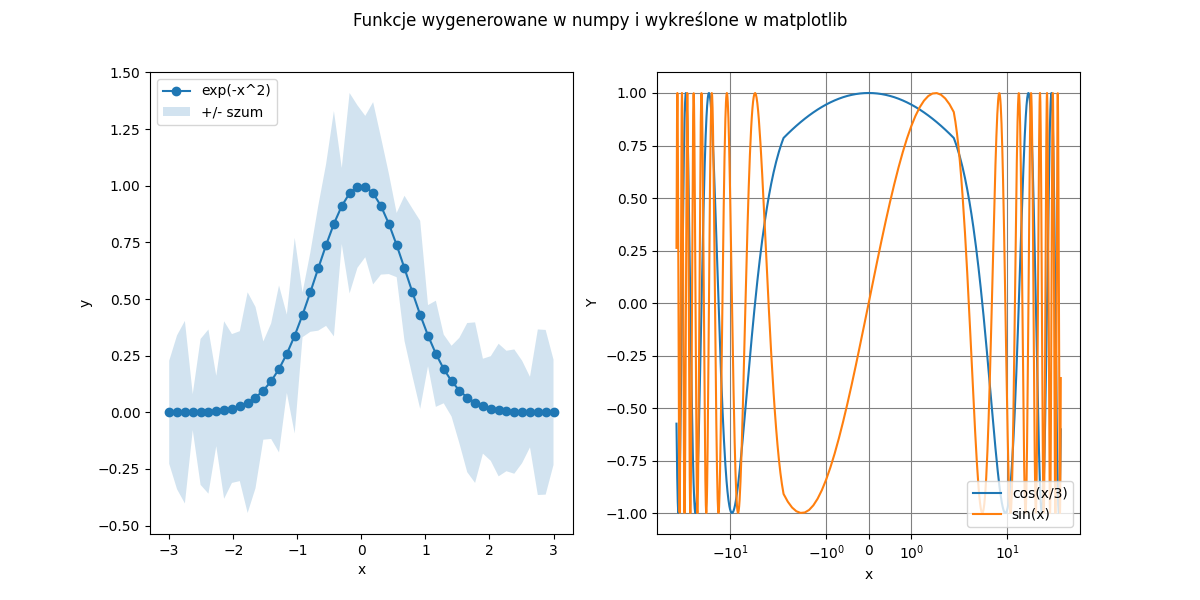 Funkcje wygenerowane w numpy i wykreślone w matplotlib
exp(-x^2)
+/- szum
1.50
1.25
1.00
0.75
0.50
0.25
0.00
−0.25
−0.50
y
−3 −2 −1 0 1 2 3
x
1.00
0.75
0.50
0.25
0.00
−0.25
−0.50
−0.75
−1.00
Y
cos(x/3)
sin(x)
−10¹ −10⁰ 0 10⁰ 10¹
x